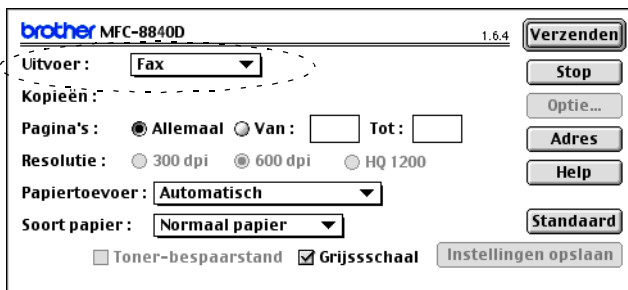 brother MFC-8840D 1.6.4 Verzenden
Uitvoer : Fax
Stop
Kopieën :
Optie...
Pagina's : Allemaal Van : Tot :
Adres
Resolutie : 300 dpi 600 dpi HQ 1200
Help
Papiertoevoer : Automatisch
Soort papier : Normaal papier
Standaard
Toner-bespaarstand Grijssschaal Instellingen opslaan